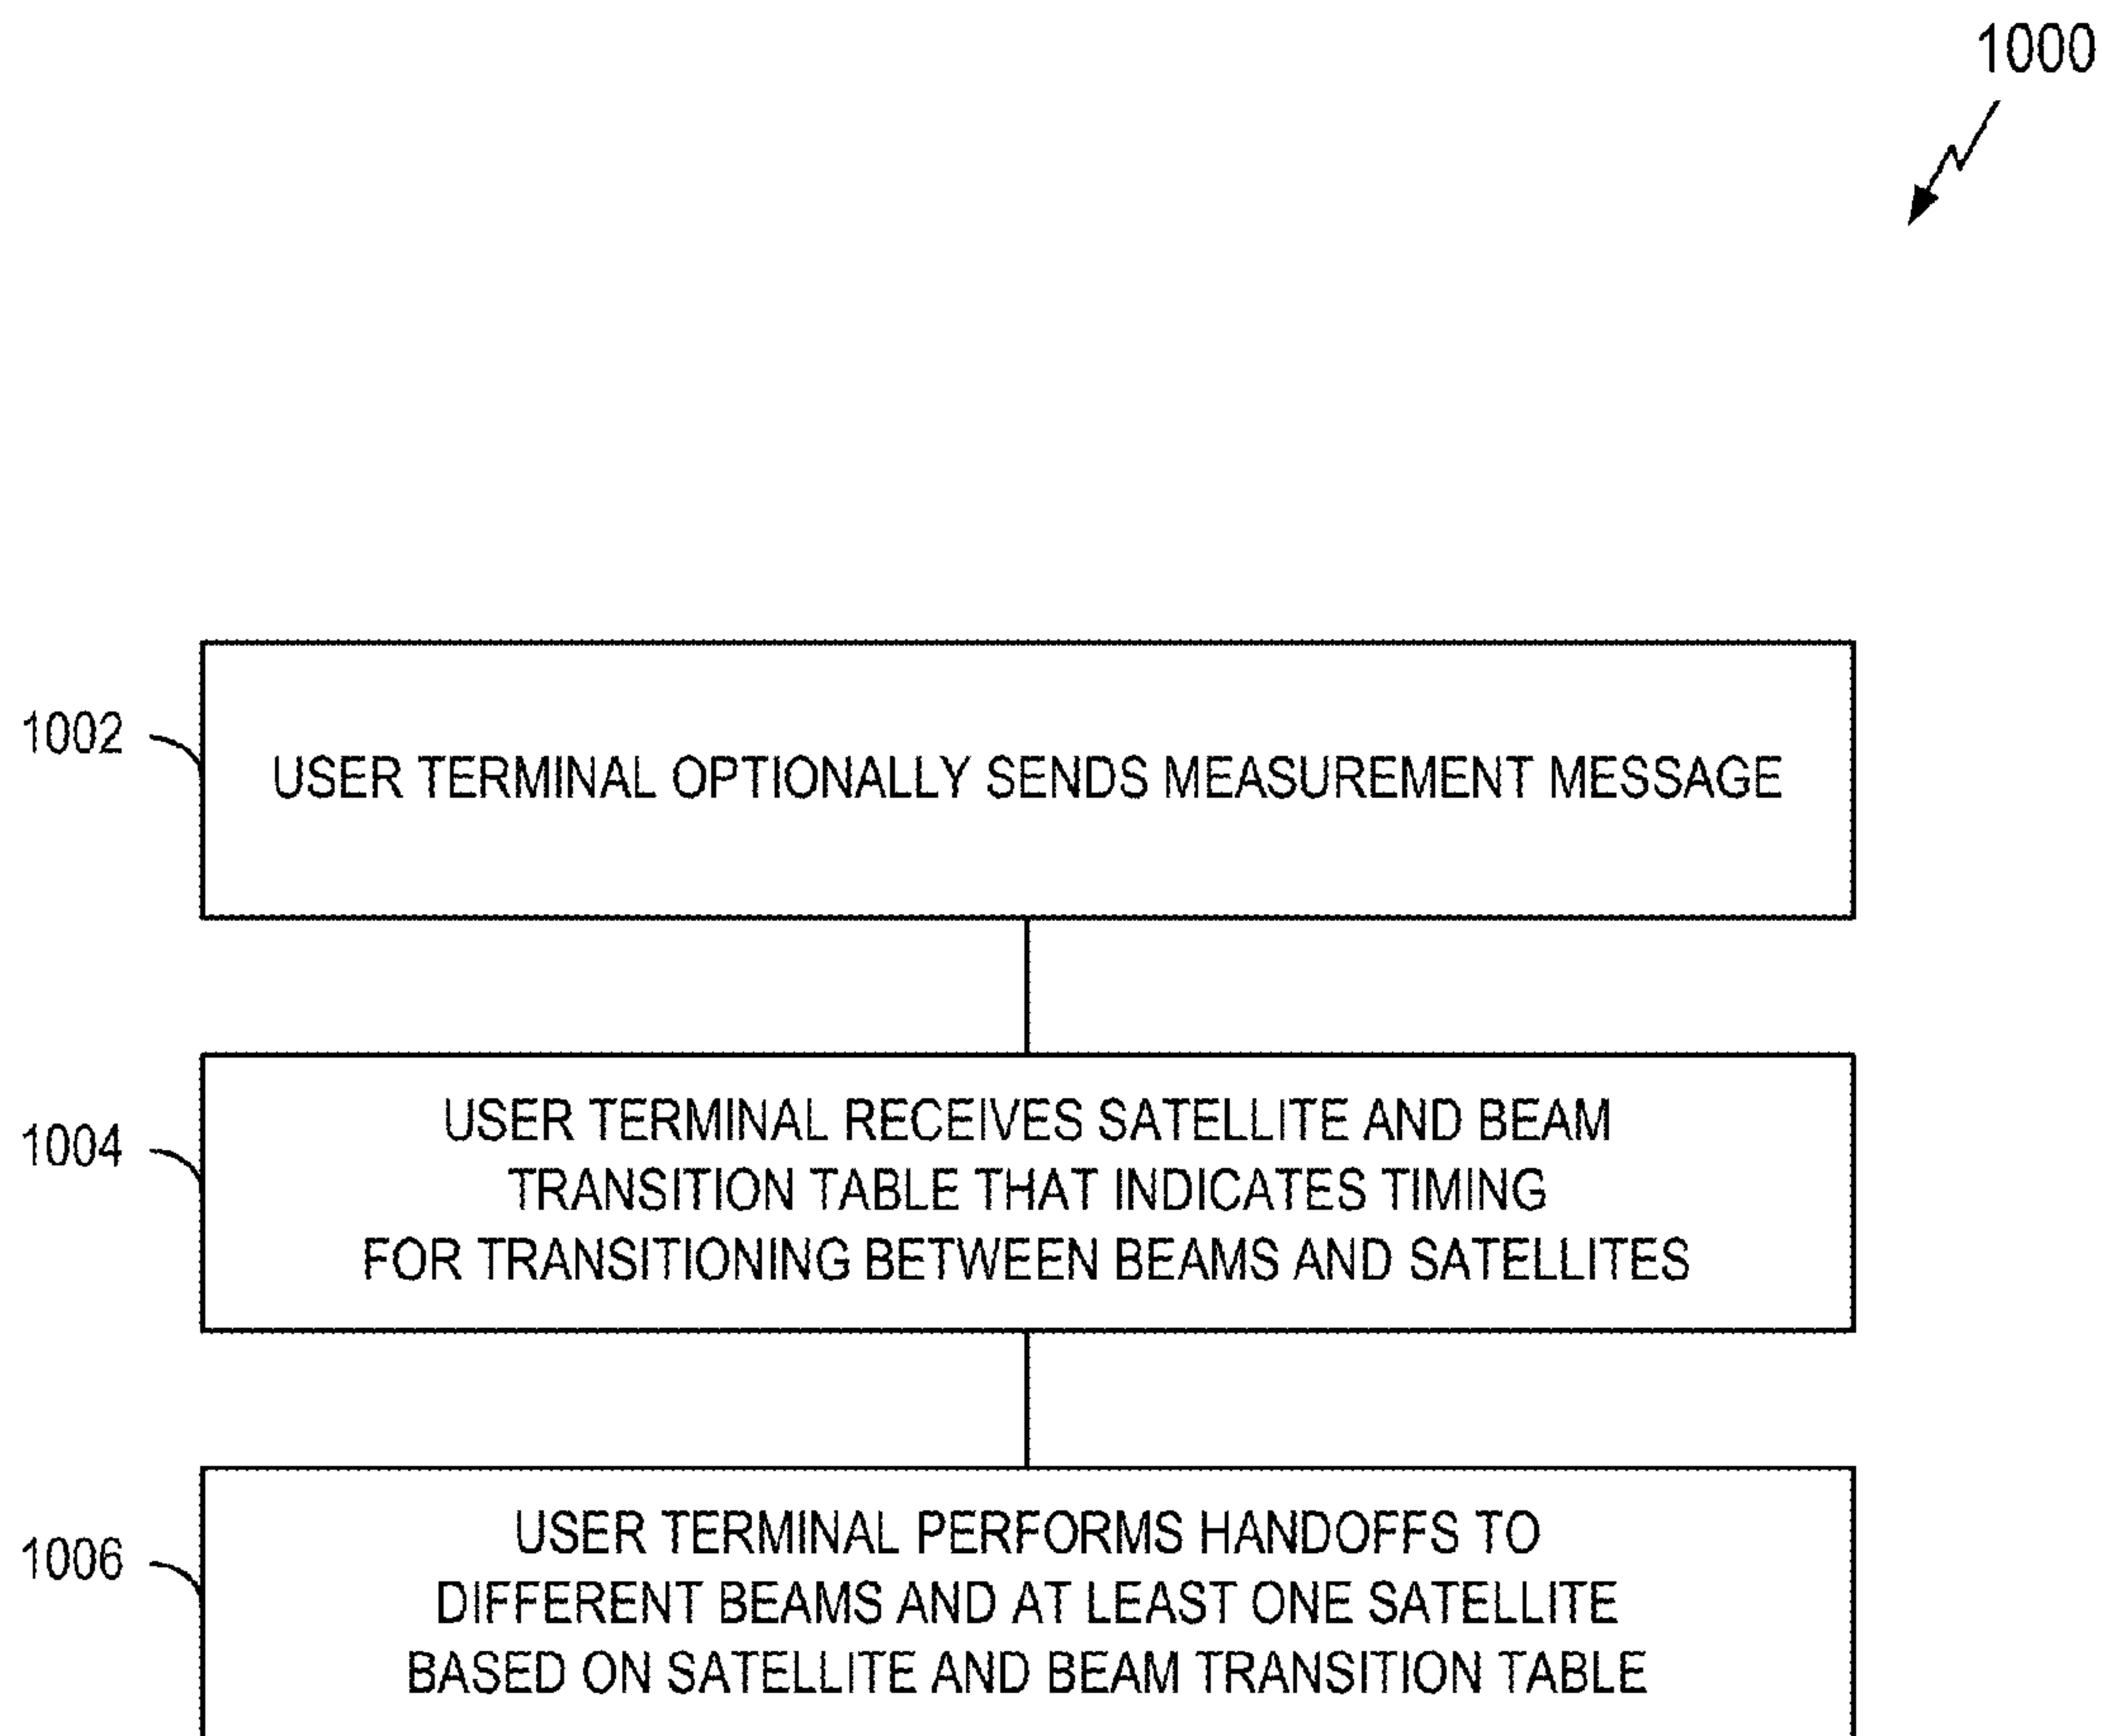 1000
1002
USER TERMINAL OPTIONALLY SENDS MEASUREMENT MESSAGE
1004
USER TERMINAL RECEIVES SATELLITE AND BEAM
TRANSITION TABLE THAT INDICATES TIMING
FOR TRANSITIONING BETWEEN BEAMS AND SATELLITES
1006
USER TERMINAL PERFORMS HANDOFFS TO
DIFFERENT BEAMS AND AT LEAST ONE SATELLITE
BASED ON SATELLITE AND BEAM TRANSITION TABLE